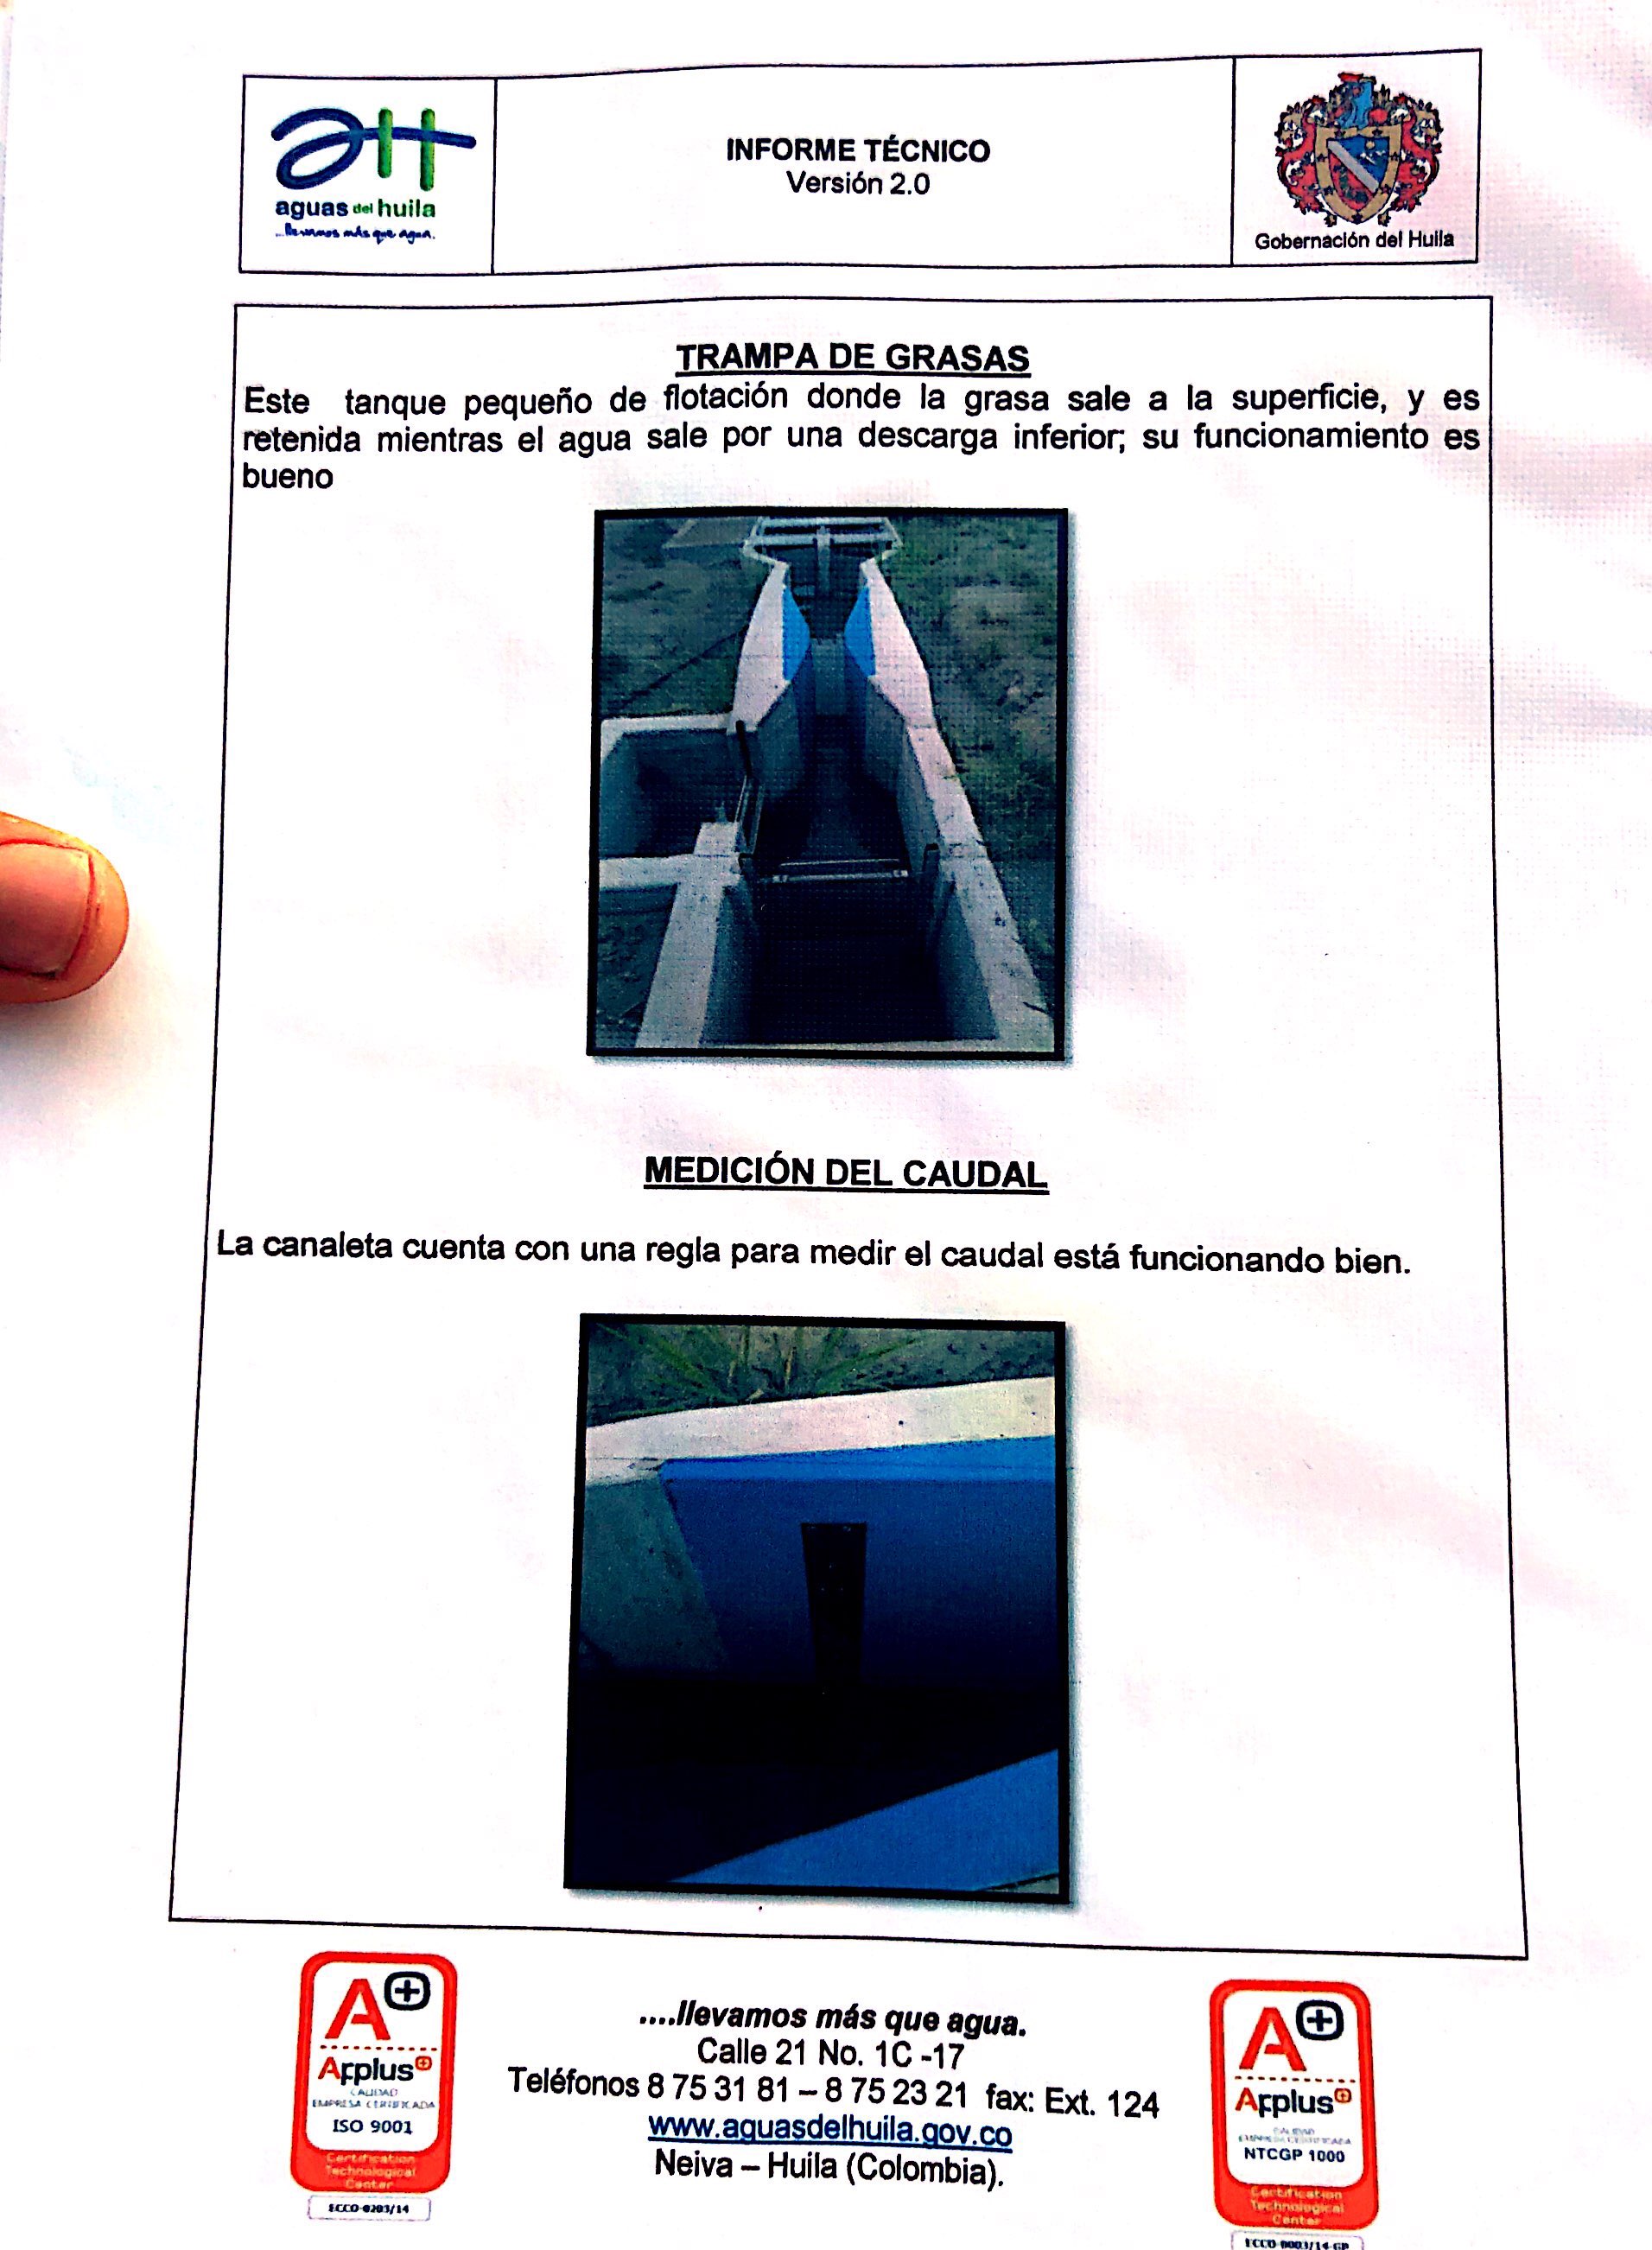 aguas del huila
...llevamos más que agua.
INFORME TÉCNICO
Versión 2.0
Gobernación del Huila
TRAMPA DE GRASAS
Este tanque pequeño de flotación donde la grasa sale a la superficie, y es
retenida mientras el agua sale por una descarga inferior; su funcionamiento es
bueno
MEDICIÓN DEL CAUDAL
La canaleta cuenta con una regla para medir el caudal está funcionando bien.
A+
Applus+
CALIDAD
EMPRESA CERTIFICADA
ISO 9001
Certification
Technological
Center
ECCO-0203/14
....llevamos más que agua.
Calle 21 No. 1C -17
Teléfonos 8 75 31 81 – 8 75 23 21 fax: Ext. 124
www.aguasdelhuila.gov.co
Neiva – Huila (Colombia).
A+
Applus+
CALIDAD
EMPRESA CERTIFICADA
NTCGP 1000
Certification
Technological
Center
ECCO-0003/14-GP